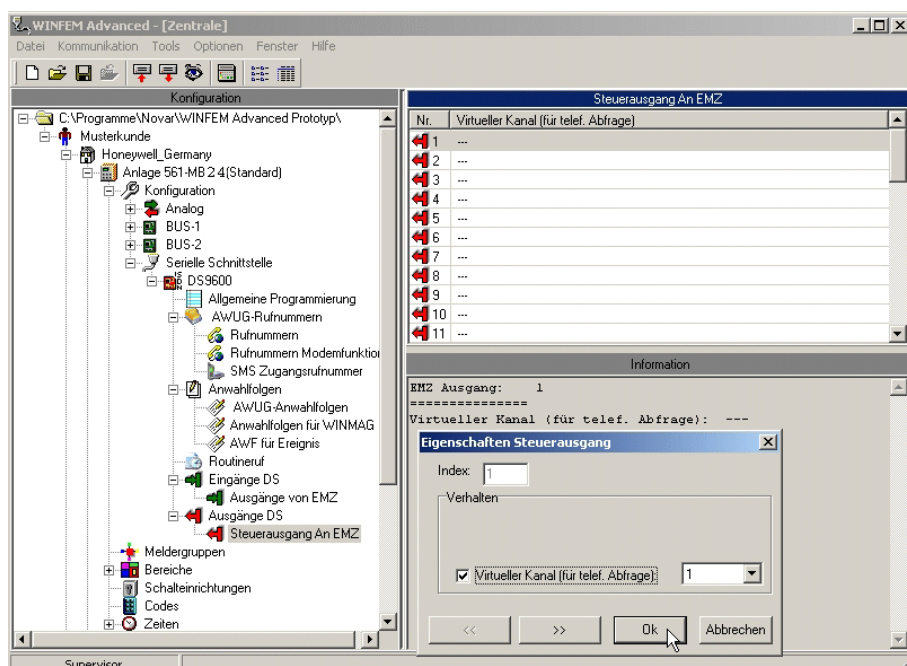 WINFEM Advanced - [Zentrale]
Datei Kommunikation Tools Optionen Fenster Hilfe
Konfiguration
C:\Programme\Novar\WINFEM Advanced Prototyp\
Musterkunde
Honeywell_Germany
Anlage 561-MB 2 4(Standard)
Konfiguration
Analog
BUS-1
BUS-2
Serielle Schnittstelle
DS9600
Allgemeine Programmierung
AWUG-Rufnummern
Rufnummern
Rufnummern Modemfunktion
SMS Zugangsrufnummer
Anwahlfolgen
AWUG-Anwahlfolgen
Anwahlfolgen für WINMAG
AWF für Ereignis
Routineruf
Eingänge DS
Ausgänge von EMZ
Ausgänge DS
Steuerausgang An EMZ
Meldergruppen
Bereiche
Schalteinrichtungen
Codes
Zeiten
Steuerausgang An EMZ
Nr. Virtueller Kanal (für telef. Abfrage)
1 ---
2 ---
3 ---
4 ---
5 ---
6 ---
7 ---
8 ---
9 ---
10 ---
11 ---
Information
EMZ Ausgang: 1
===============
Virtueller Kanal (für telef. Abfrage): ---
Eigenschaften Steuerausgang
Index: 1
Verhalten
Virtueller Kanal (für telef. Abfrage): 1
<< >> Ok Abbrechen
Supervisor